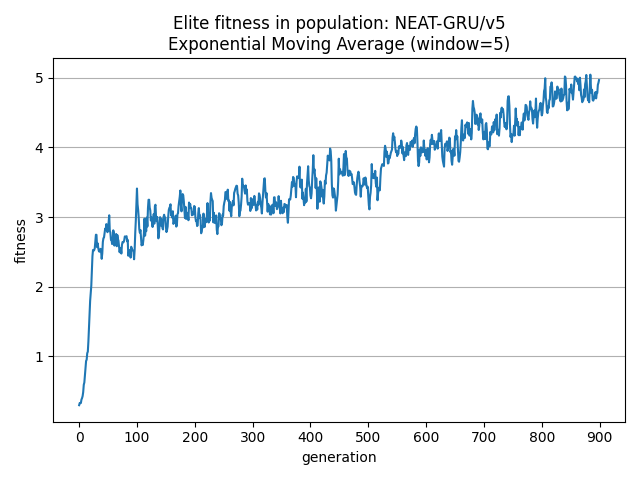 Elite fitness in population: NEAT-GRU/v5
Exponential Moving Average (window=5)
fitness
5
4
3
2
1
0 100 200 300 400 500 600 700 800 900
generation